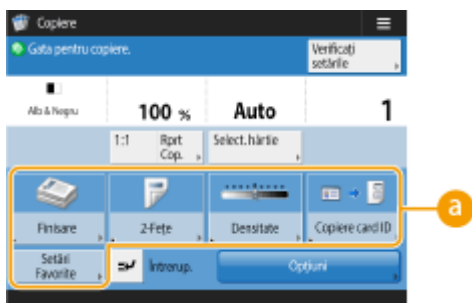 Copiere
Gata pentru copiere.
Verificați
setările
Alb & Negru
100 %
Auto
1
1:1
Rprt
Cop.
Select. hârtie
Finisare
2-Fețe
Densitate
Copiere card ID
a
Setări
Favorite
Întrerup.
Opțiuni